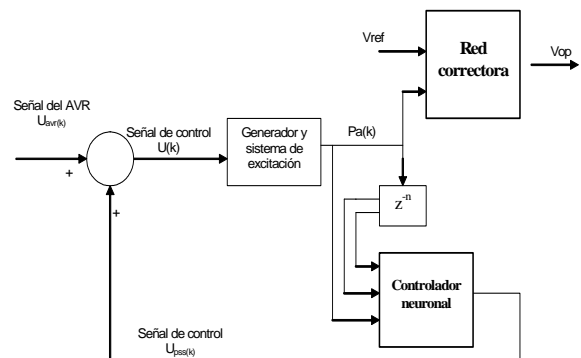 Vref
Red
correctora
Vop
Señal del AVR
Uavr(k)
Señal de control
U(k)
Generador y
sistema de
excitación
Pa(k)
+
+
z-n
Controlador
neuronal
Señal de control
Upss(k)